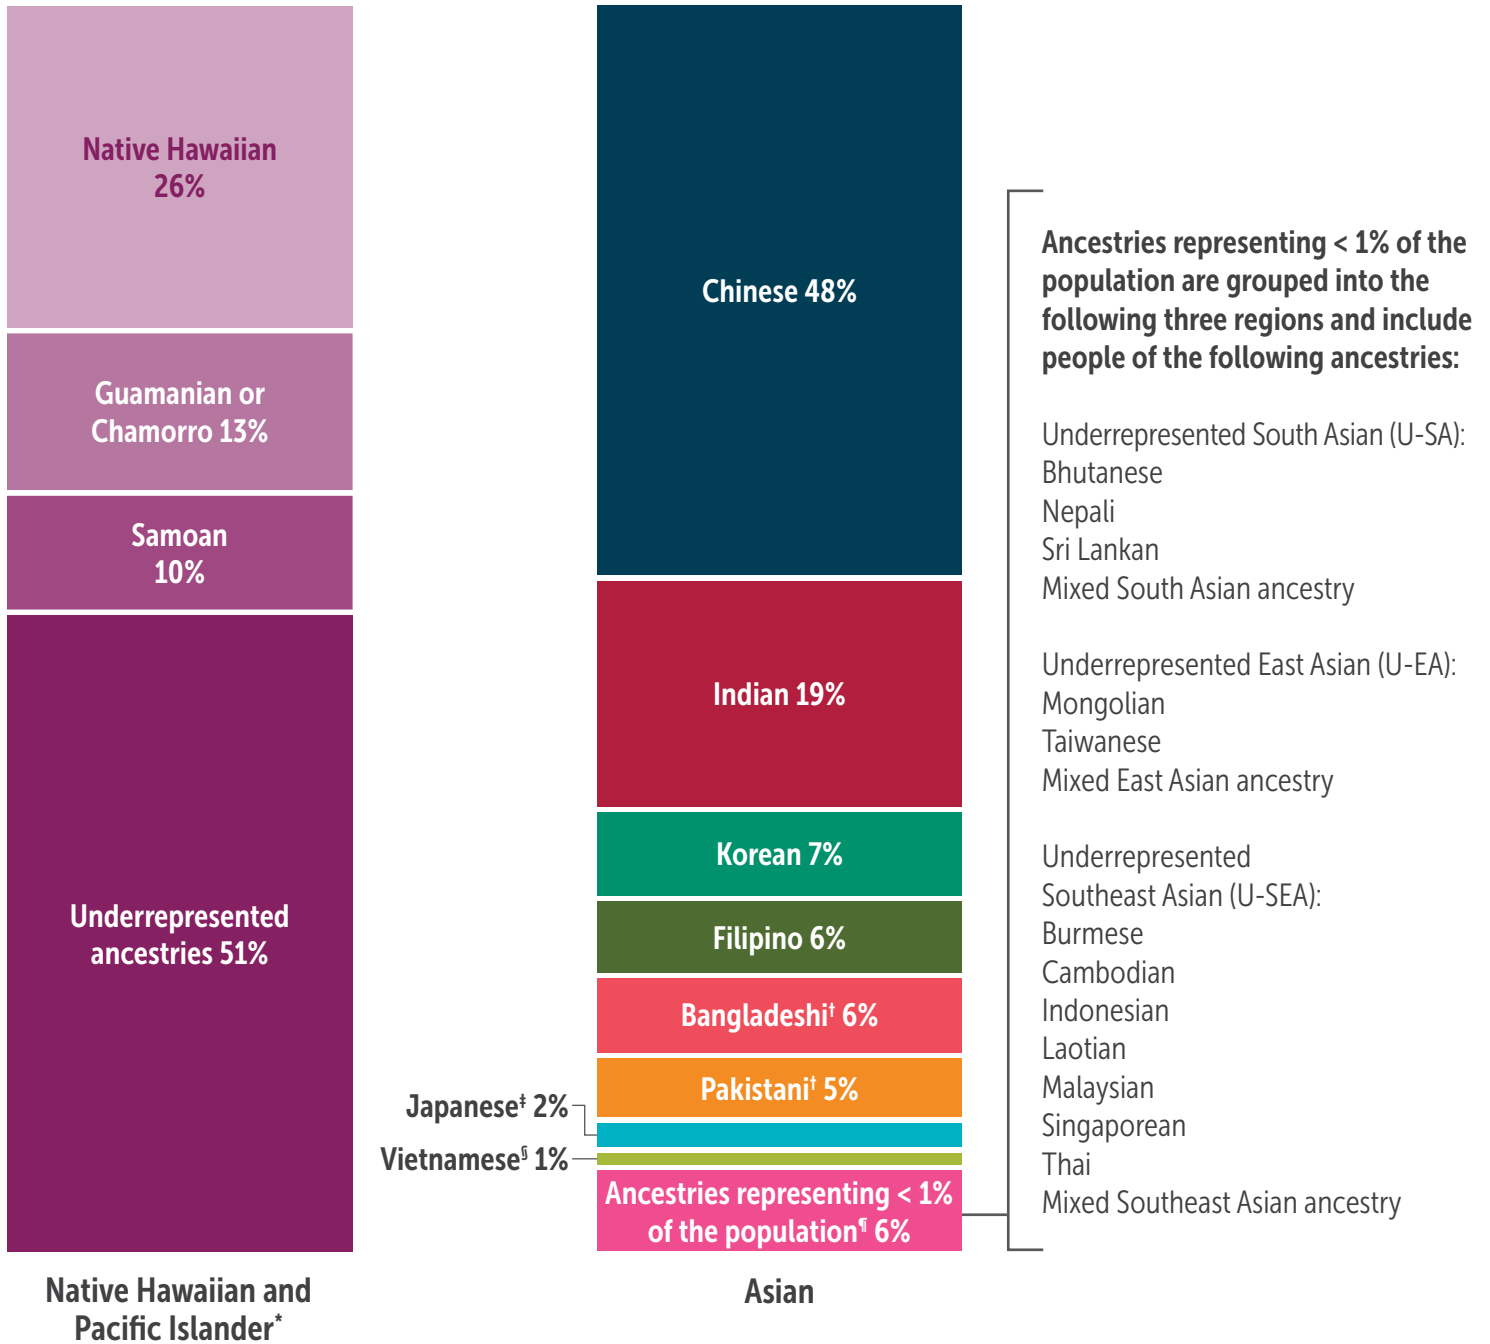 Native Hawaiian
26%
Guamanian or
Chamorro 13%
Samoan
10%
Underrepresented
ancestries 51%
Native Hawaiian and
Pacific Islander*
Chinese 48%
Indian 19%
Korean 7%
Filipino 6%
Bangladeshi† 6%
Pakistani† 5%
Japanese‡ 2%
Vietnamese§ 1%
Ancestries representing < 1%
of the population¶ 6%
Asian
Ancestries representing < 1% of the
population are grouped into the
following three regions and include
people of the following ancestries:
Underrepresented South Asian (U-SA):
Bhutanese
Nepali
Sri Lankan
Mixed South Asian ancestry
Underrepresented East Asian (U-EA):
Mongolian
Taiwanese
Mixed East Asian ancestry
Underrepresented
Southeast Asian (U-SEA):
Burmese
Cambodian
Indonesian
Laotian
Malaysian
Singaporean
Thai
Mixed Southeast Asian ancestry